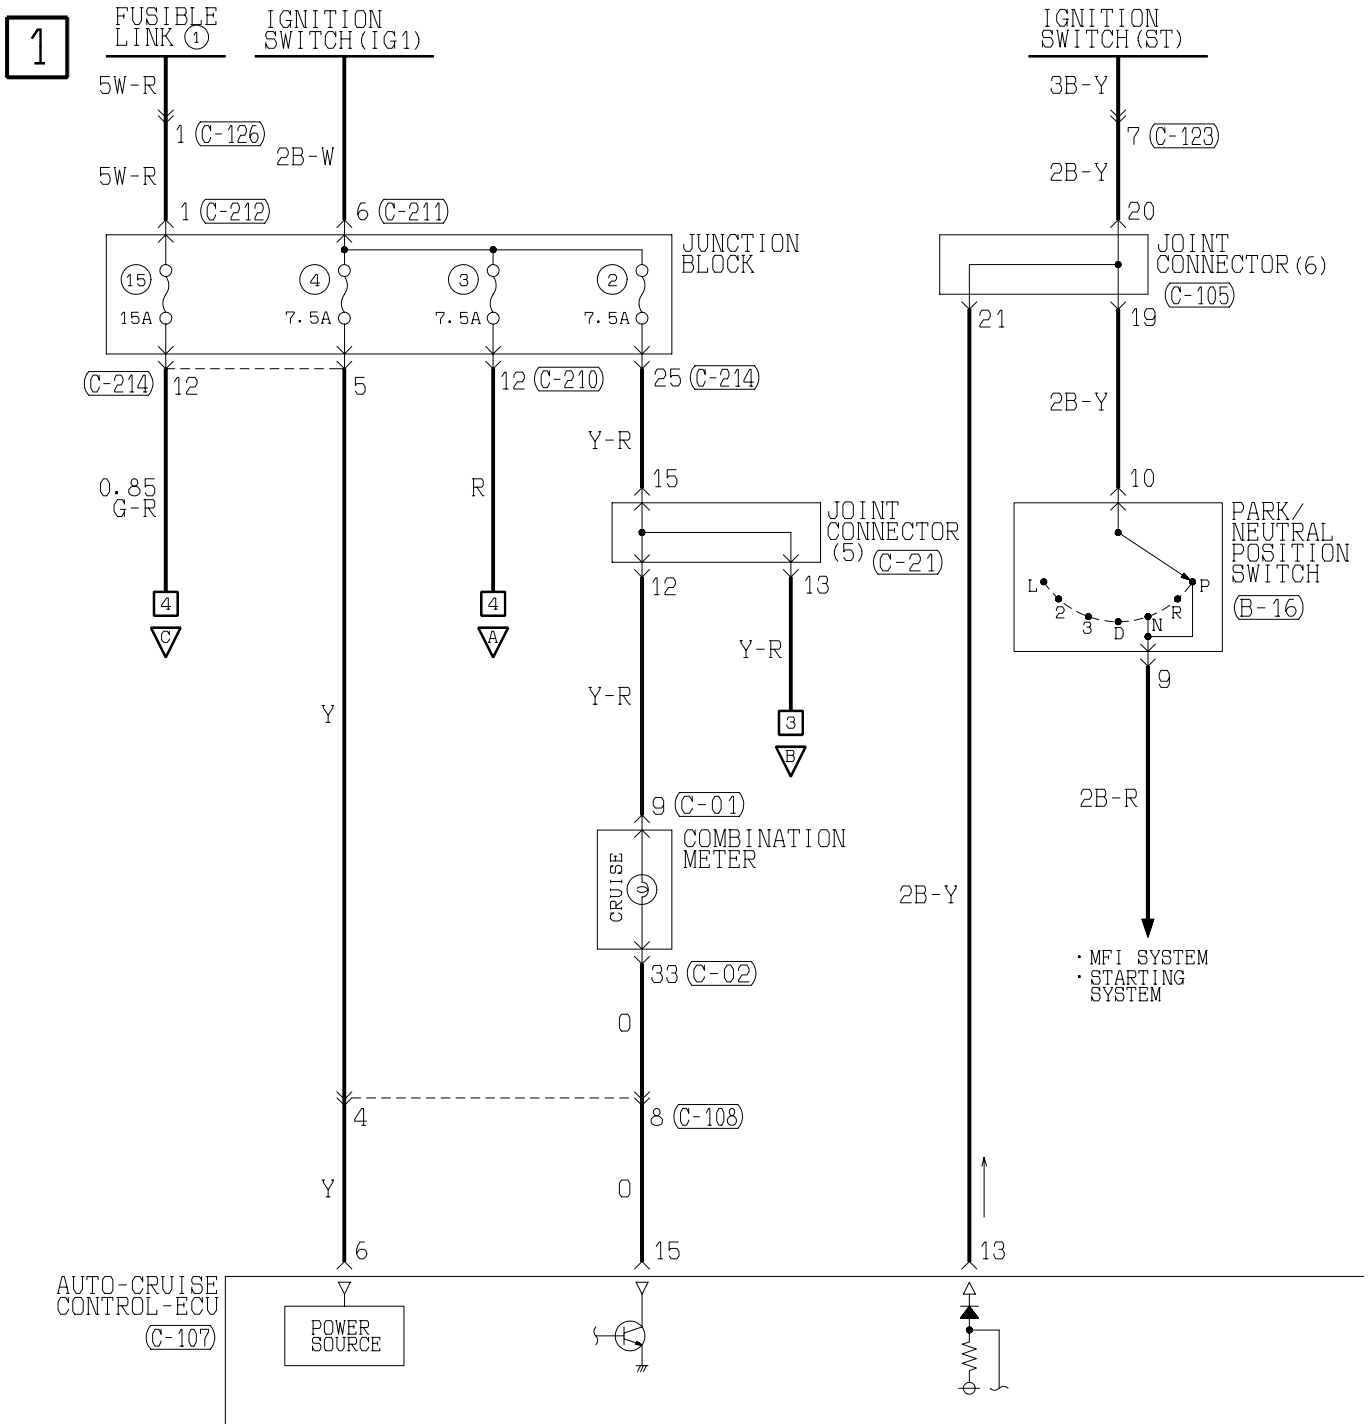 1
FUSIBLE
LINK ①
IGNITION
SWITCH(IG1)
IGNITION
SWITCH(ST)
5W-R
3B-Y
1 (C-126)
7 (C-123)
2B-W
5W-R
2B-Y
1 (C-212)
6 (C-211)
20
JUNCTION
BLOCK
JOINT
CONNECTOR(6)
(C-105)
15
4
3
2
15A
7.5A
7.5A
7.5A
21
19
(C-214) 12
5
12 (C-210)
25 (C-214)
2B-Y
Y-R
0.85
G-R
R
15
10
JOINT
CONNECTOR
(5) (C-21)
PARK/
NEUTRAL
POSITION
SWITCH
(B-16)
12
13
L
2
3
D
N
R
P
4
C
4
A
Y-R
9
Y-R
Y
3
B
2B-R
9 (C-01)
COMBINATION
METER
CRUISE
2B-Y
33 (C-02)
· MFI SYSTEM
· STARTING
SYSTEM
O
4
8 (C-108)
Y
O
6
15
13
AUTO-CRUISE
CONTROL-ECU
(C-107)
POWER
SOURCE